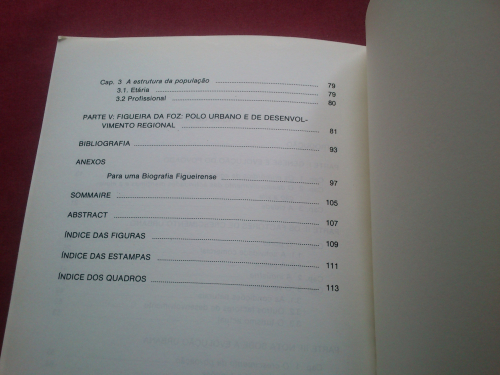 Cap. 3 A estrutura da população 79
3.1. Etária 79
3.2 Profissional 80
PARTE V: FIGUEIRA DA FOZ: POLO URBANO E DE DESENVOL-
VIMENTO REGIONAL 81
BIBLIOGRAFIA 93
ANEXOS
Para uma Biografia Figueirense 97
SOMMAIRE 105
ABSTRACT 107
ÍNDICE DAS FIGURAS 109
ÍNDICE DAS ESTAMPAS 111
ÍNDICE DOS QUADROS 113